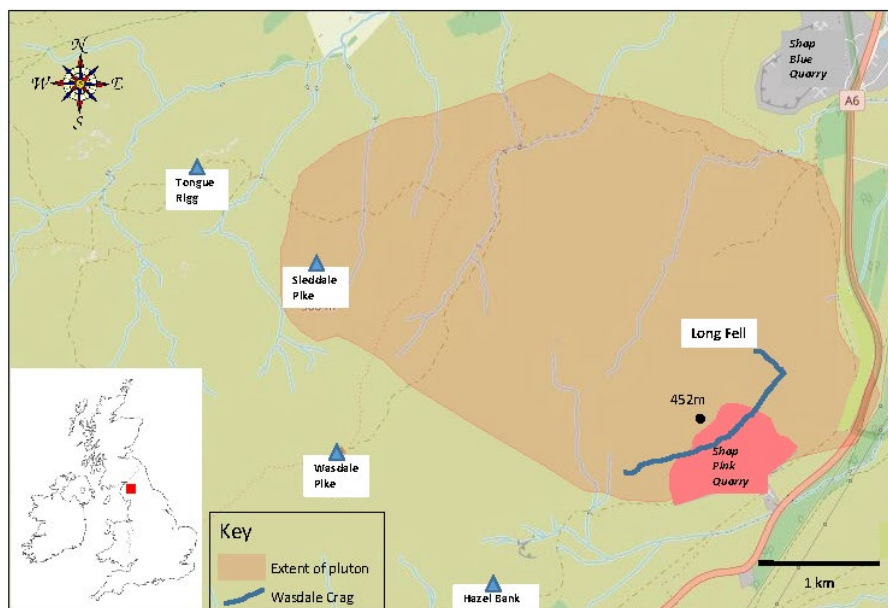 N
W E
S
Shap
Blue
Quarry
A6
Tongue
Rigg
Sleddale
Pike
Long Fell
452m
Shap
Pink
Quarry
Wasdale
Pike
Key
Extent of pluton
Wasdale Crag
Hazel Bank
1 km